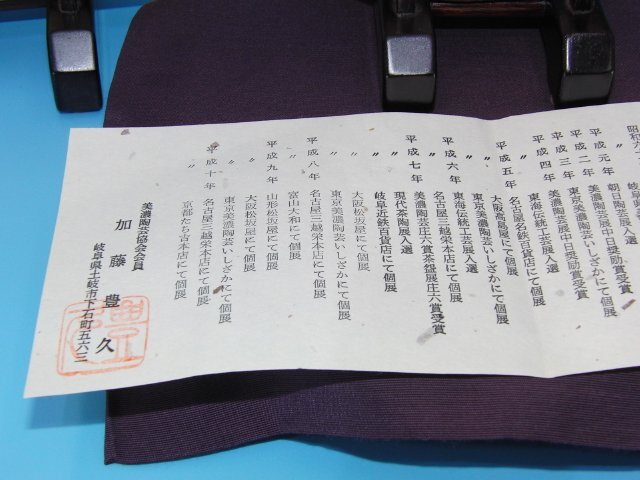 昭和六
平成元年 朝日陶芸展入選
平成二年 美濃陶芸展中日奨励賞受賞
〃 東京美濃陶芸いしざかにて個展
平成三年 美濃陶芸展中日奨励賞受賞
平成四年 東海伝統工芸展入選
〃 名古屋名鉄百貨店にて個展
平成五年 大阪高島屋にて個展
〃 東京美濃陶芸いしざかにて個展
〃 東海伝統工芸展入選
平成六年 名古屋三越栄本店にて個展
〃 美濃陶芸庄六賞茶盌展庄六賞受賞
平成七年 現代茶陶展入選
〃 岐阜近鉄百貨店にて個展
〃 大阪松坂屋にて個展
〃 東京美濃陶芸いしざかにて個展
平成八年 名古屋三越栄本店にて個展
〃 富山大和にて個展
平成九年 山形松坂屋にて個展
〃 大阪松坂屋にて個展
〃 東京美濃陶芸いしざかにて個展
平成十年 名古屋三越栄本店にて個展
〃 京都たち吉本店にて個展
美濃陶芸協会会員
加藤豊久
岐阜県土岐市下石町五六三